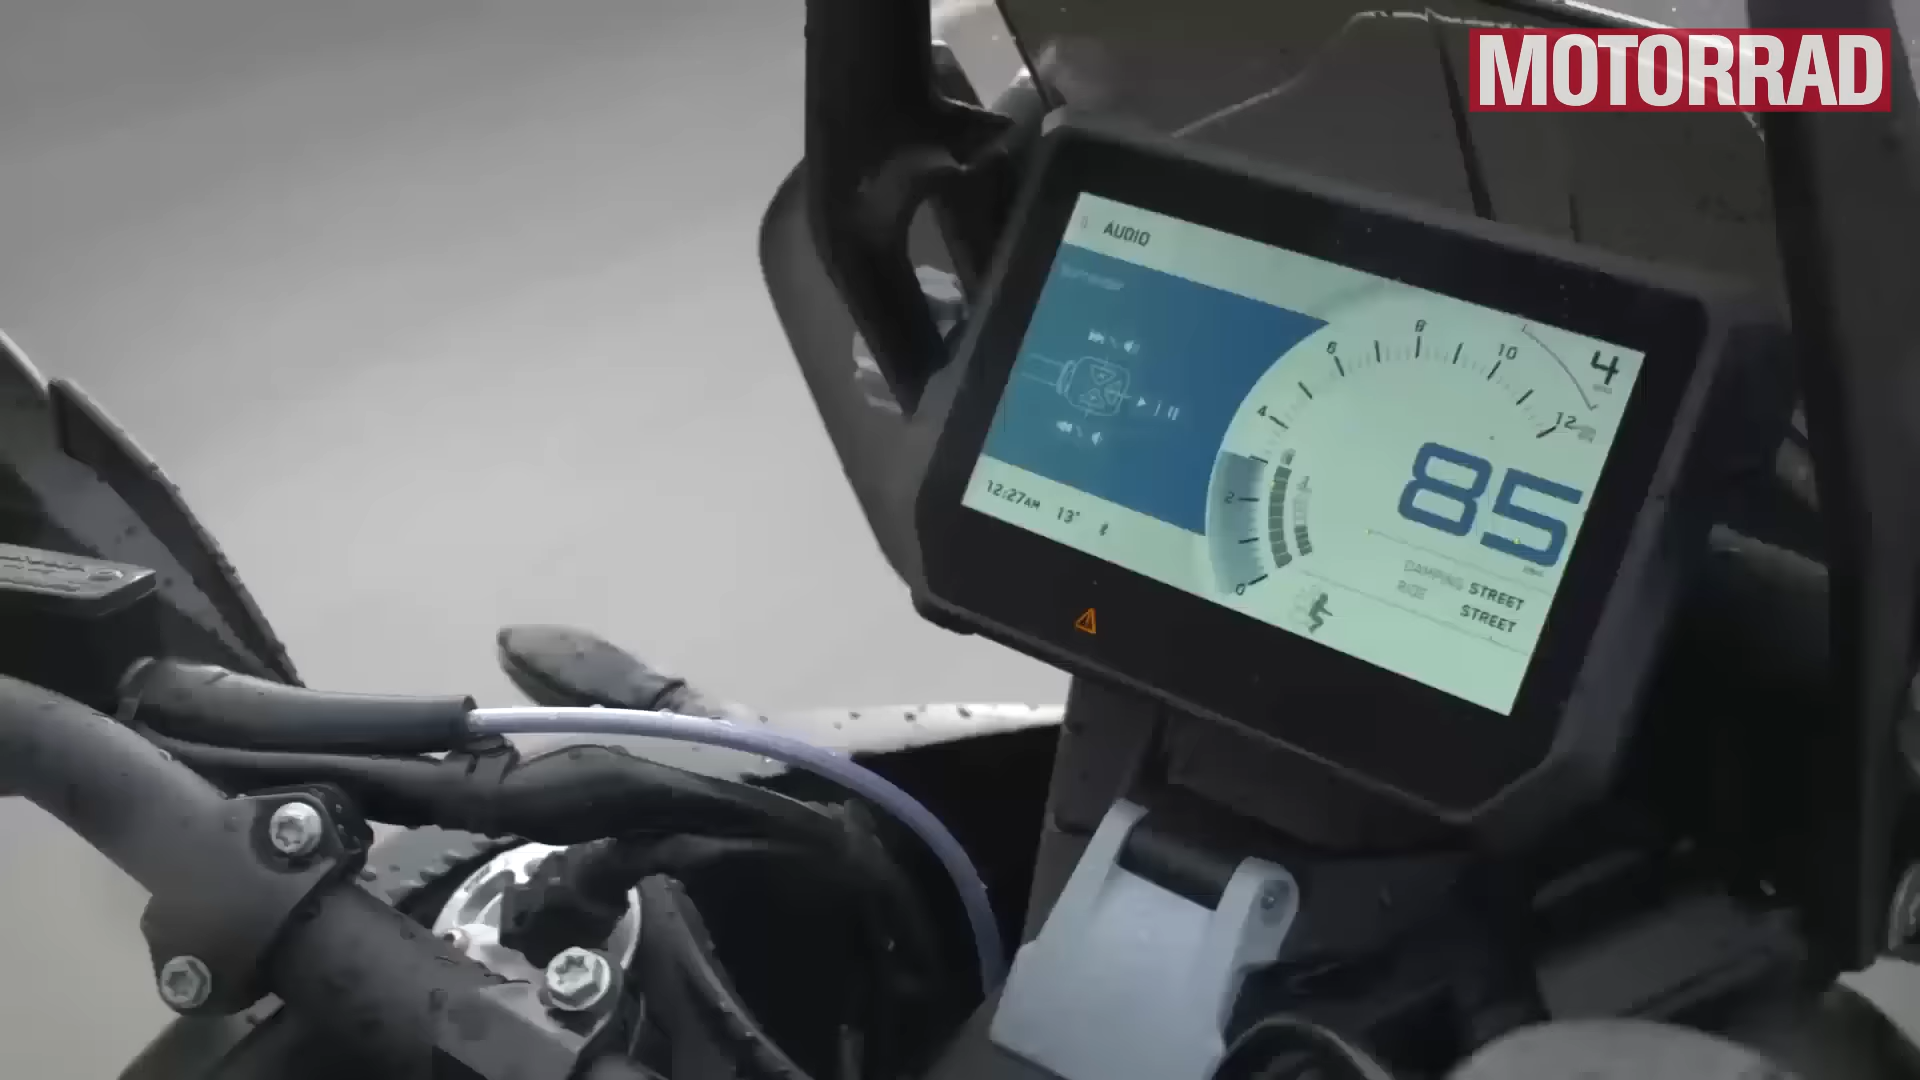 MOTORRAD
AUDIO
8
6
10
4
12
4
2
0
85
12:27AM 13°
DAMPING STREET
RIDE STREET